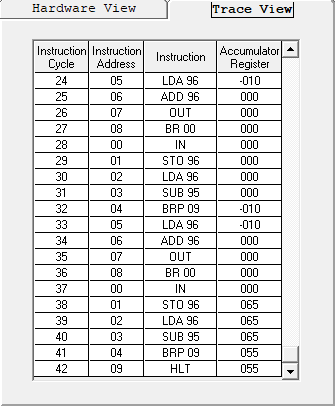 Hardware View Trace View
Instruction Cycle Instruction Address Instruction Accumulator Register
24 05 LDA 96 -010
25 06 ADD 96 000
26 07 OUT 000
27 08 BR 00 000
28 00 IN 000
29 01 STO 96 000
30 02 LDA 96 000
31 03 SUB 95 000
32 04 BRP 09 -010
33 05 LDA 96 -010
34 06 ADD 96 000
35 07 OUT 000
36 08 BR 00 000
37 00 IN 000
38 01 STO 96 065
39 02 LDA 96 065
40 03 SUB 95 065
41 04 BRP 09 055
42 09 HLT 055